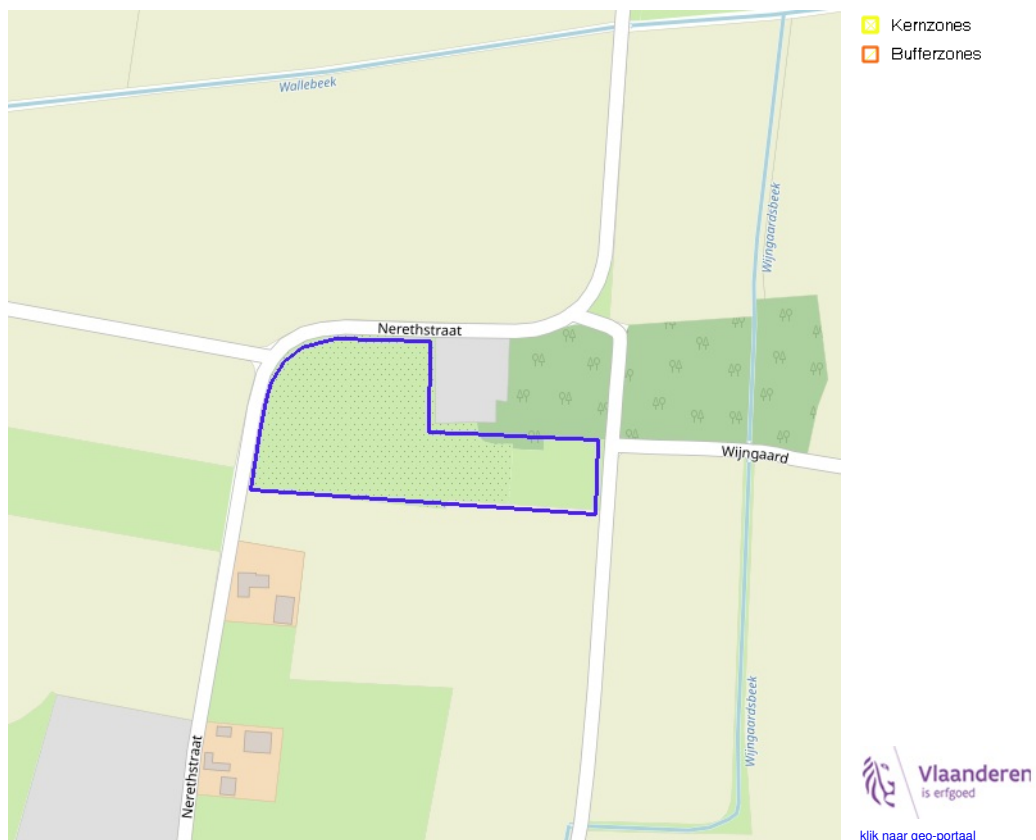 Kernzones
Bufferzones
Wallebeek
Wijngaardsbeek
Nerethstraat
Wijngaard
Wijngaardsbeek
Nerethstraat
Vlaanderen
is erfgoed
klik naar geo-portaal